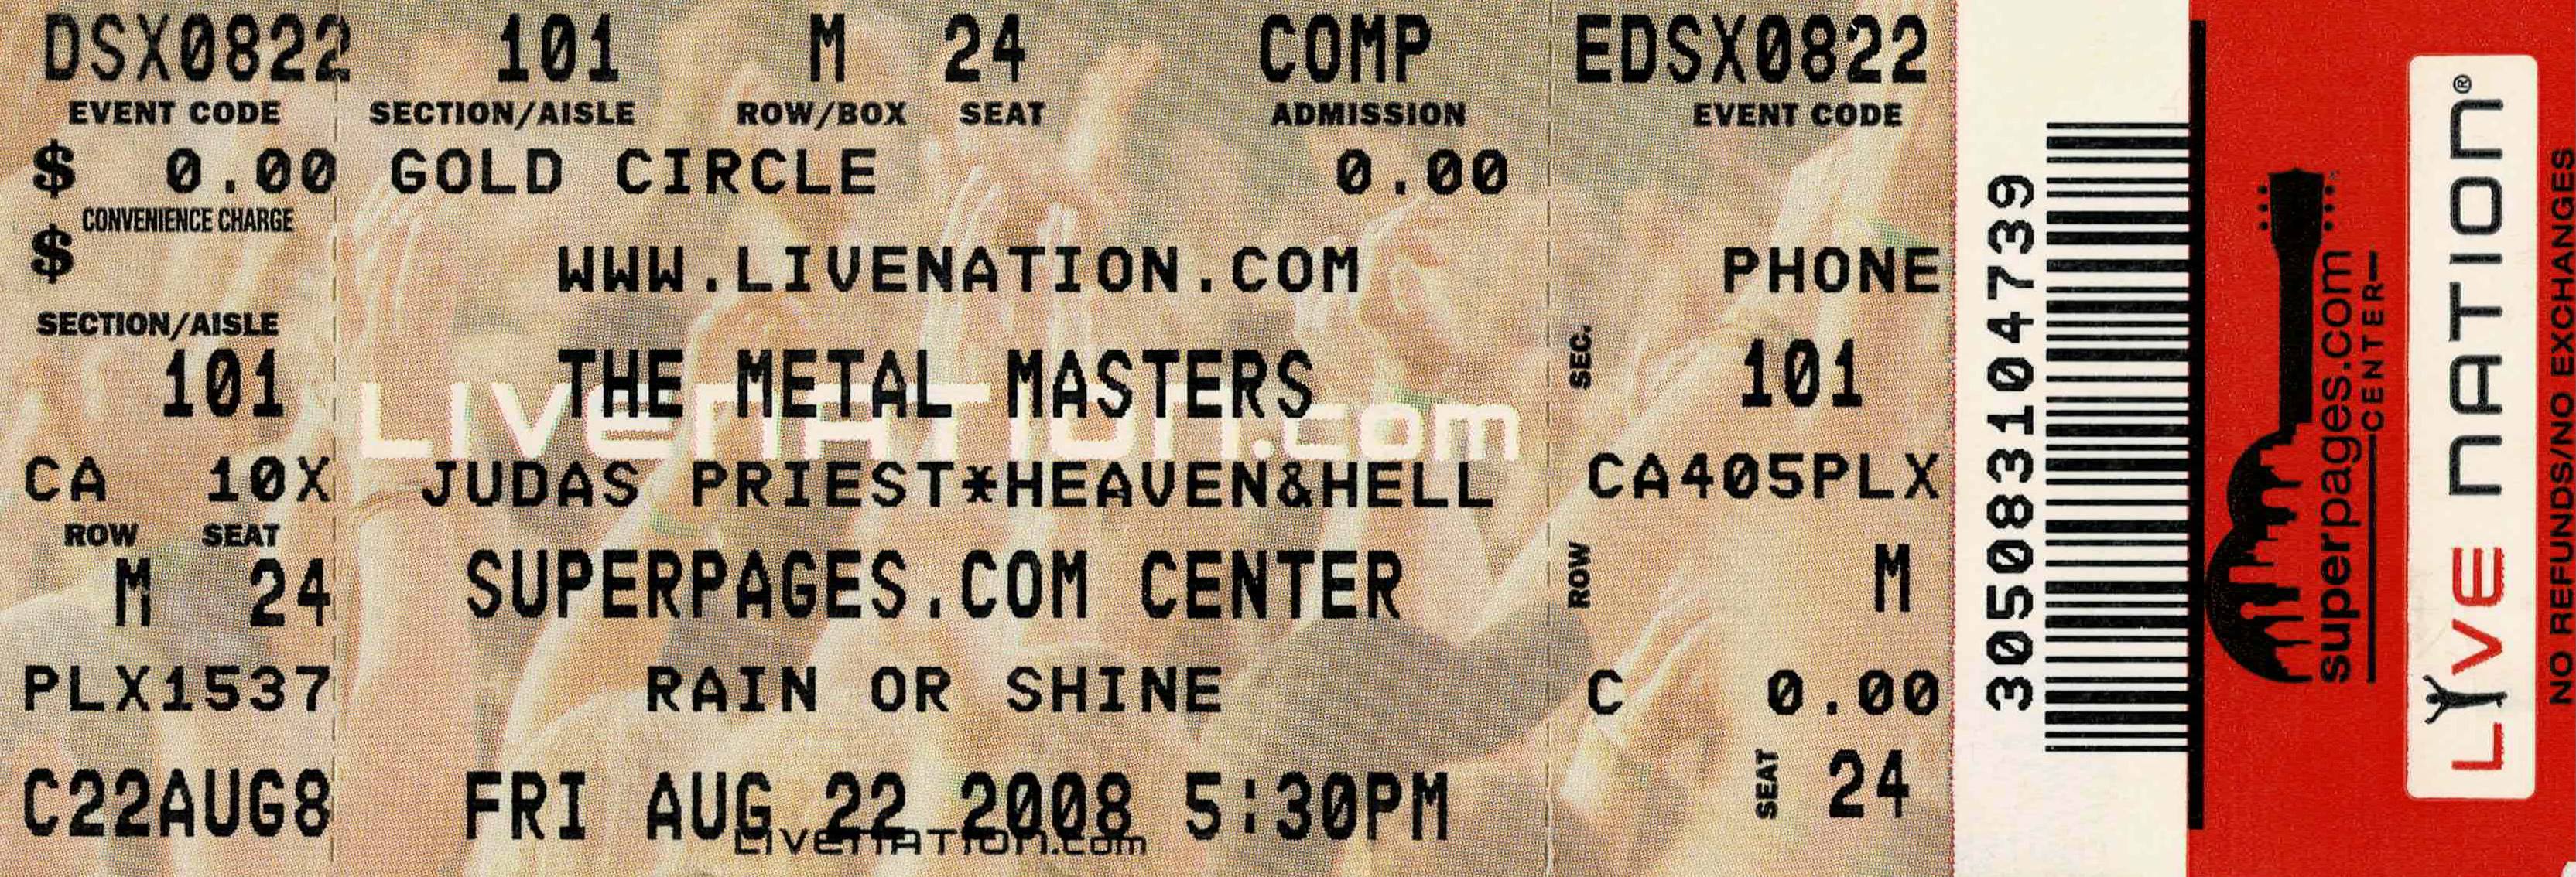 DSX0822 101 M 24 COMP EDSX0822
EVENT CODE SECTION/AISLE ROW/BOX SEAT ADMISSION EVENT CODE
$ 0.00 GOLD CIRCLE 0.00
CONVENIENCE CHARGE
$ WWW.LIVENATION.COM PHONE
SECTION/AISLE
101 THE METAL MASTERS SEC. 101
LIVENATION.com
CA 10X JUDAS PRIEST*HEAVEN&HELL CA405PLX
ROW SEAT
M 24 SUPERPAGES.COM CENTER ROW M
PLX1537 RAIN OR SHINE C 0.00
C22AUG8 FRI AUG 22 2008 5:30PM SEAT 24
LIVENATION.com
305083104739
superpages.com
CENTER
LIVE NATION®
NO REFUNDS/NO EXCHANGES